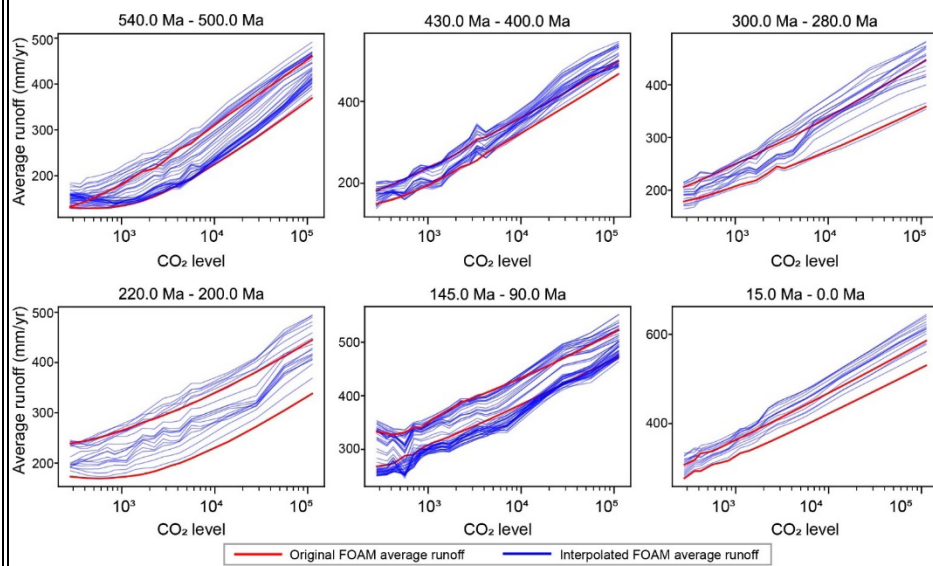 540.0 Ma - 500.0 Ma
430.0 Ma - 400.0 Ma
300.0 Ma - 280.0 Ma
Average runoff (mm/yr)
500
400
300
200
400
200
400
300
200
10³
10⁴
10⁵
10³
10⁴
10⁵
10³
10⁴
10⁵
CO₂ level
CO₂ level
CO₂ level
220.0 Ma - 200.0 Ma
145.0 Ma - 90.0 Ma
15.0 Ma - 0.0 Ma
Average runoff (mm/yr)
500
400
300
200
500
400
300
600
400
10³
10⁴
10⁵
10³
10⁴
10⁵
10³
10⁴
10⁵
CO₂ level
CO₂ level
CO₂ level
Original FOAM average runoff
Interpolated FOAM average runoff